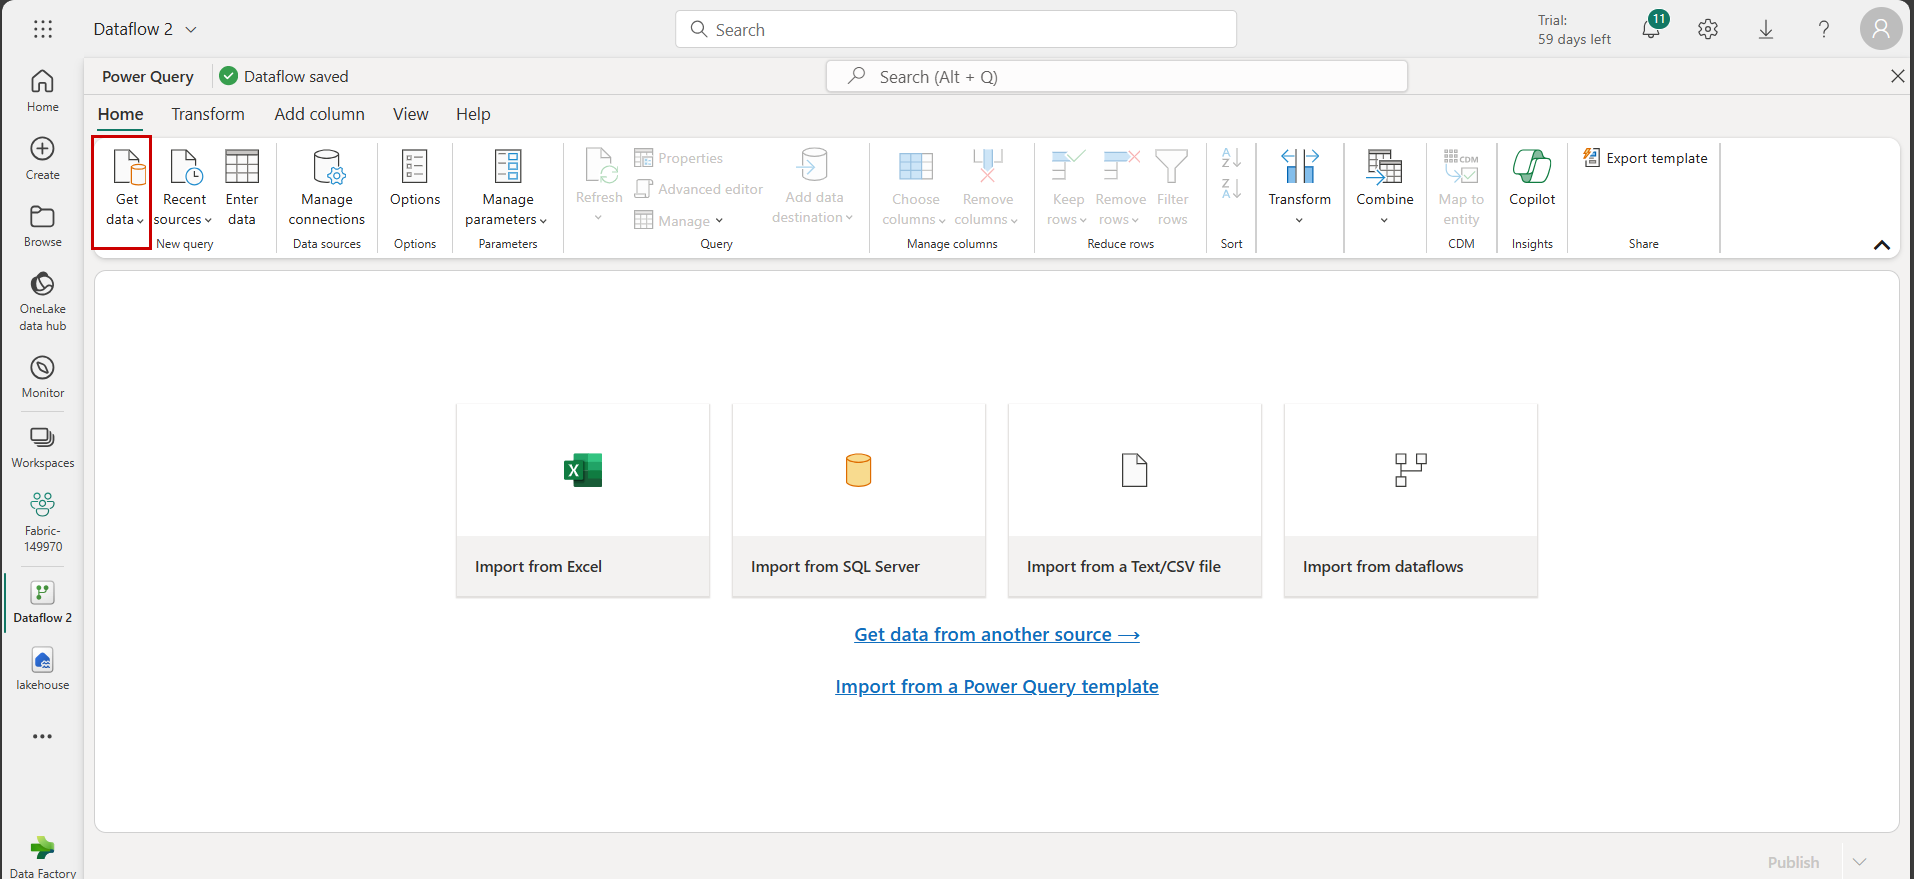 Dataflow 2
Search
Trial:
59 days left
11
Power Query
Dataflow saved
Search (Alt + Q)
Home
Transform
Add column
View
Help
Get
data
Recent
sources
Enter
data
New query
Manage
connections
Data sources
Options
Options
Manage
parameters
Parameters
Refresh
Properties
Advanced editor
Manage
Add data
destination
Query
Choose
columns
Remove
columns
Manage columns
Keep
rows
Remove
rows
Filter
rows
Reduce rows
A
Z
Z
A
Sort
Transform
Combine
CDM
Map to
entity
CDM
Copilot
Insights
Export template
Share
Home
Create
Browse
OneLake
data hub
Monitor
Workspaces
Fabric-
149970
Dataflow 2
lakehouse
Data Factory
X
Import from Excel
Import from SQL Server
Import from a Text/CSV file
Import from dataflows
Get data from another source →
Import from a Power Query template
Publish